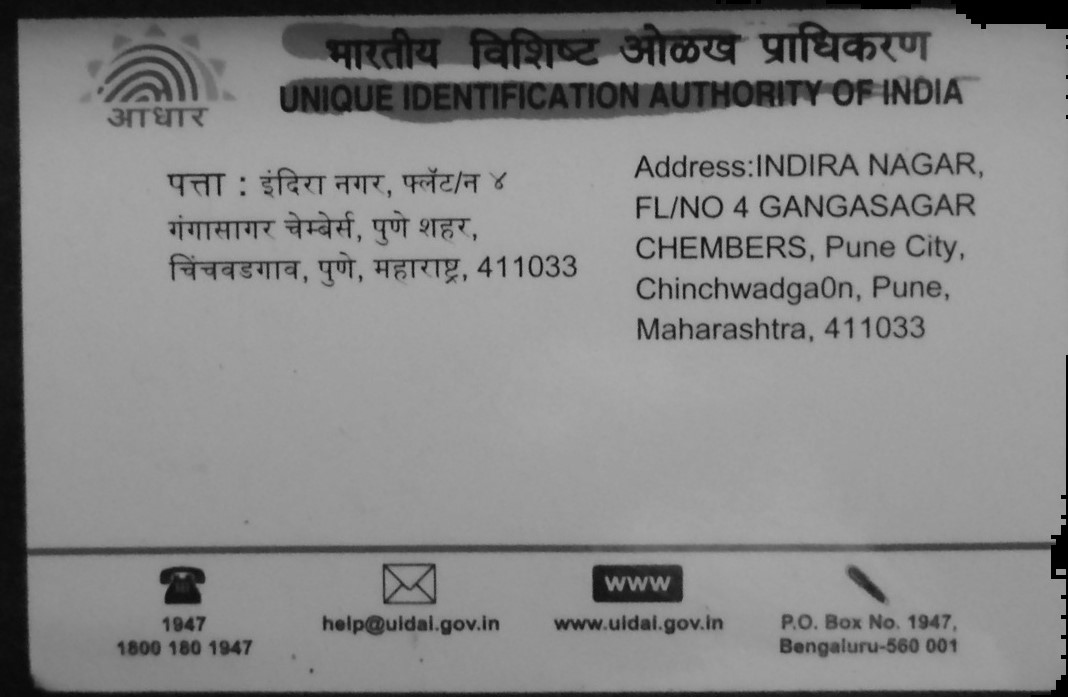 भारतीय विशिष्ट ओळख प्राधिकरण
UNIQUE IDENTIFICATION AUTHORITY OF INDIA
आधार
पत्ता : इंदिरा नगर, फ्लॅट/न ४
गंगासागर चेम्बेर्स, पुणे शहर,
चिंचवडगाव, पुणे, महाराष्ट्र, 411033
Address:INDIRA NAGAR,
FL/NO 4 GANGASAGAR
CHEMBERS, Pune City,
Chinchwadga0n, Pune,
Maharashtra, 411033
1947
1800 180 1947
help@uidai.gov.in
WWW
www.uidai.gov.in
P.O. Box No. 1947,
Bengaluru-560 001